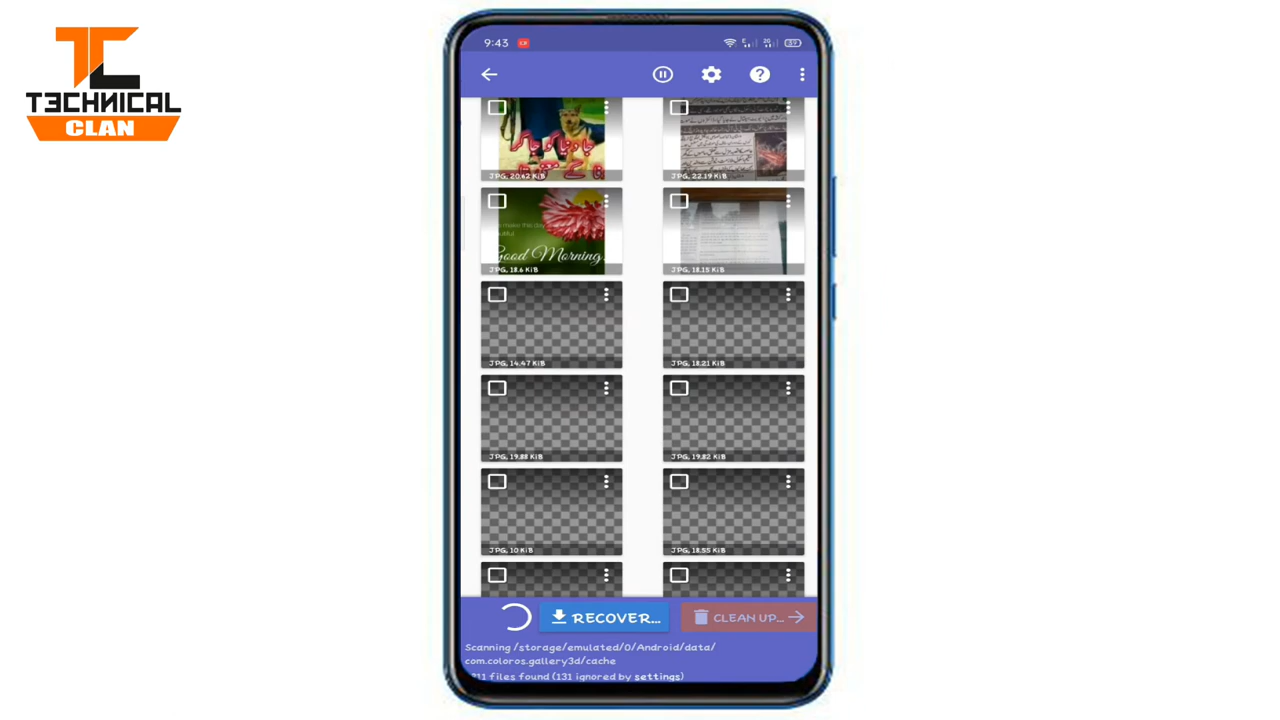 TECHNICAL
CLAN
9:43
JPG, 20.62 KiB
JPG, 22.19 KiB
Good Morning
JPG, 18.6 KiB
JPG, 18.15 KiB
JPG, 14.47 KiB
JPG, 18.21 KiB
JPG, 19.88 KiB
JPG, 19.82 KiB
JPG, 10 KiB
JPG, 18.55 KiB
RECOVER...
CLEAN UP...
Scanning /storage/emulated/0/Android/data/
com.coloros.gallery3d/cache
files found (131 ignored by settings)